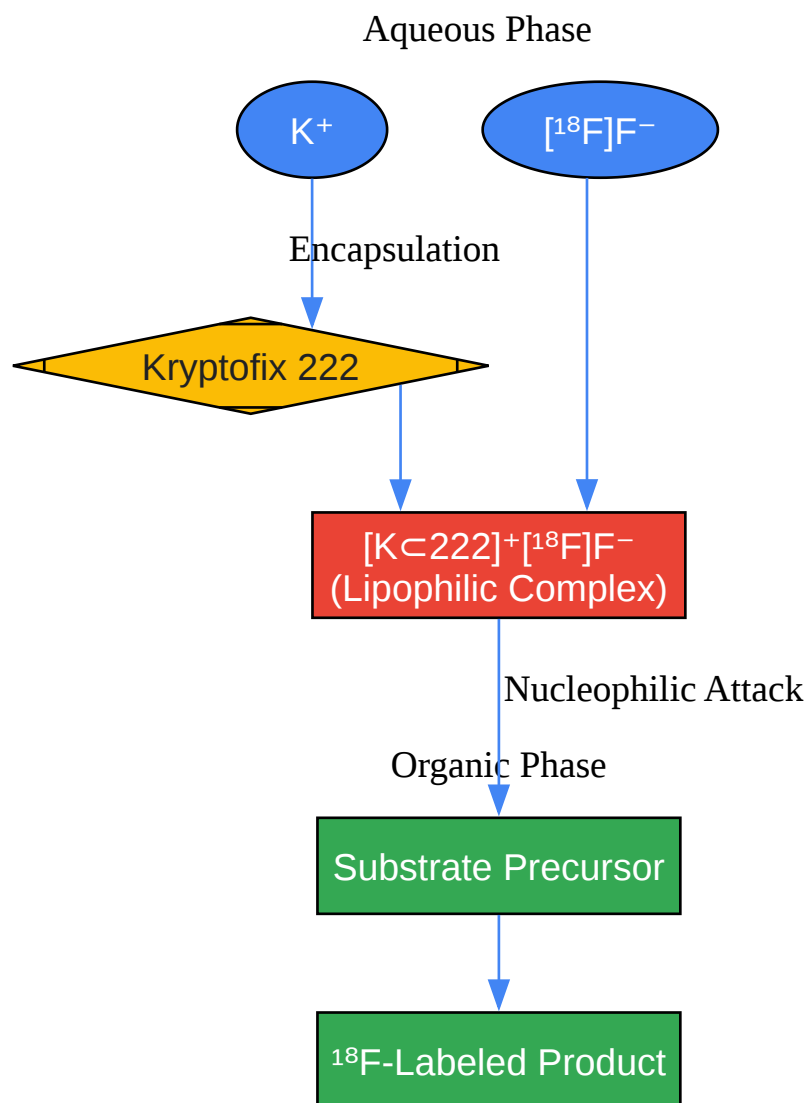 Aqueous Phase
K⁺
[¹⁸F]F⁻
Encapsulation
Kryptofix 222
[K⊂222]⁺[¹⁸F]F⁻
(Lipophilic Complex)
Nucleophilic Attack
Organic Phase
Substrate Precursor
¹⁸F-Labeled Product